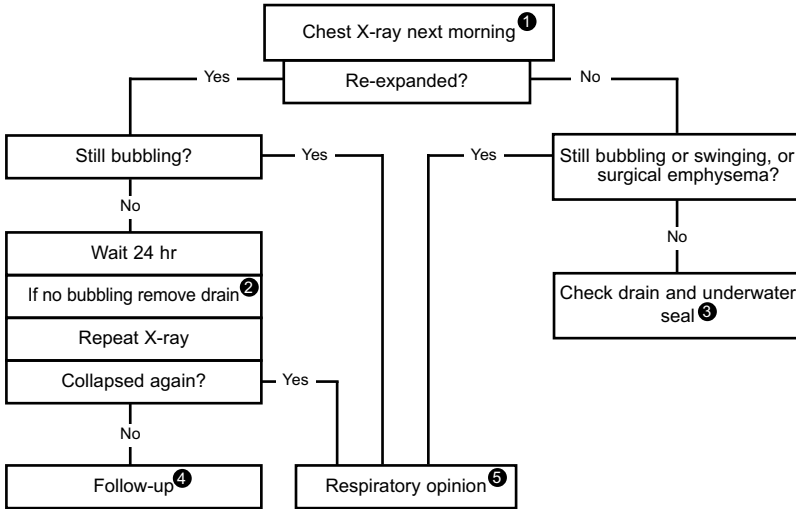 Chest X-ray next morning 1
Re-expanded?
Yes
No
Still bubbling?
Yes
Yes
Still bubbling or swinging, or
surgical emphysema?
No
No
Wait 24 hr
If no bubbling remove drain 2
Check drain and underwater
seal 3
Repeat X-ray
Collapsed again?
Yes
No
Follow-up 4
Respiratory opinion 5